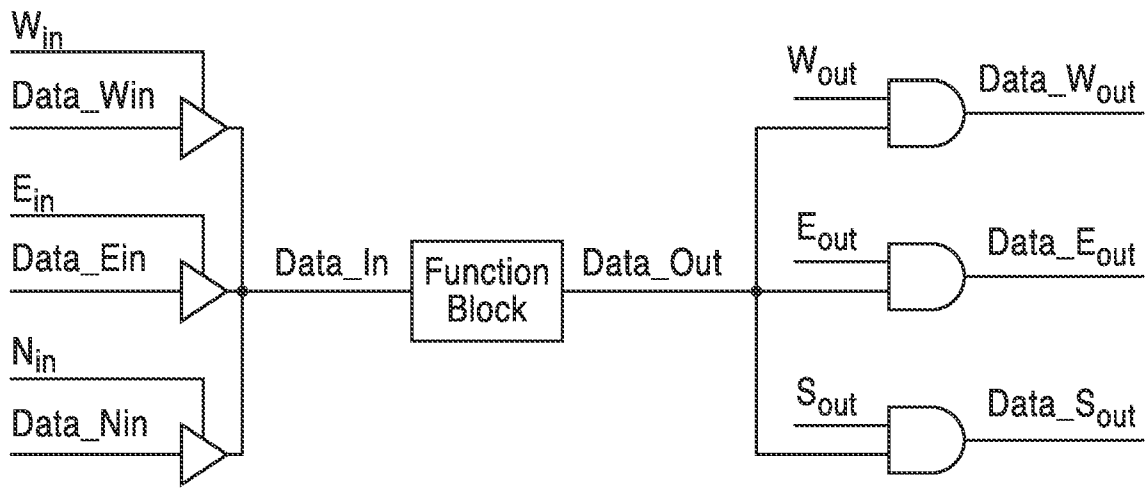 W_in
Data_Win
E_in
Data_Ein
N_in
Data_Nin
Data_In
Function
Block
Data_Out
W_out
Data_W_out
E_out
Data_E_out
S_out
Data_S_out